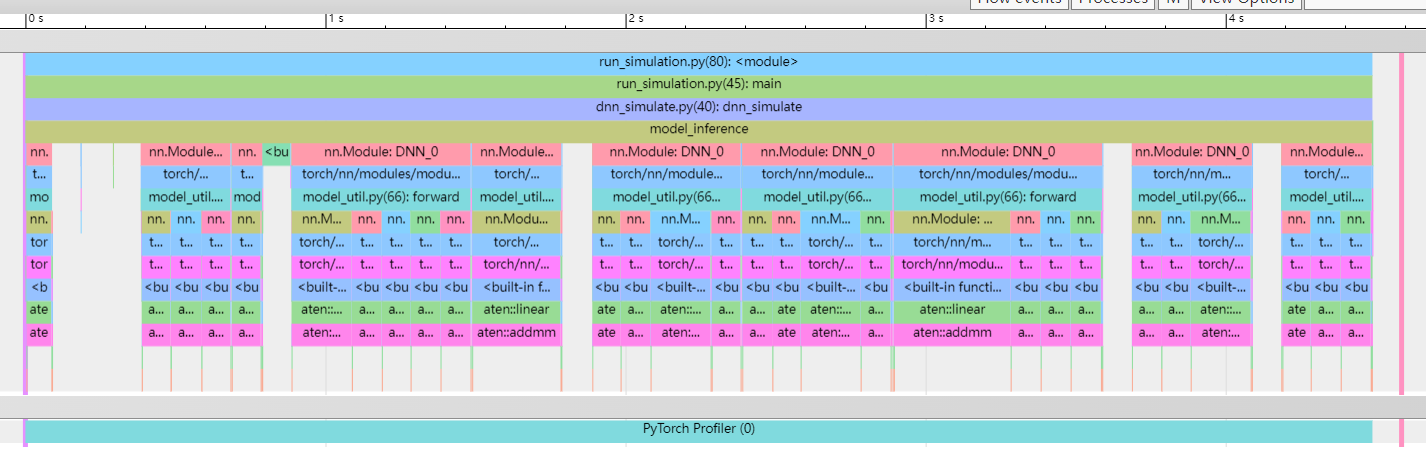 Flow events Processes M View Options
0 s 1 s 2 s 3 s 4 s
run_simulation.py(80): <module>
run_simulation.py(45): main
dnn_simulate.py(40): dnn_simulate
model_inference
nn. nn.Module... nn. <bu nn.Module: DNN_0 nn.Module... nn.Module: DNN_0 nn.Module: DNN_0 nn.Module: DNN_0 nn.Module: DNN_0 nn.Module...
t... torch/... t... torch/nn/modules/modu... torch/... torch/nn/module... torch/nn/module... torch/nn/modules/modu... torch/nn/m... torch/...
mo model_util.... mod model_util.py(66): forward model_util.... model_util.py(66... model_util.py(66... model_util.py(66): forward model_util.py(66... model_util....
nn. nn. nn. nn. nn. nn.M... nn. nn. nn. nn. nn.Modu... nn. nn. nn.M... nn. nn. nn. nn.M... nn. nn.Module: ... nn. nn. nn. nn. nn. nn.M... nn. nn. nn.
tor t... t... t... t... torch/... t... t... t... t... torch/... t... t... torch/... t... t... t... torch/... t... torch/nn/m... t... t... t... t... t... torch/... t... t... t...
tor t... t... t... t... torch/... t... t... t... t... torch/nn/... t... t... torch/... t... t... t... torch/... t... torch/nn/modu... t... t... t... t... t... torch/... t... t... t...
<b <bu <bu <bu <bu <built-... <bu <bu <bu <bu <built-in f... <bu <bu <built-... <bu <bu <bu <built-... <bu <built-in functi... <bu <bu <bu <bu <bu <built-... <bu <bu <bu
ate a... a... a... a... aten::... a... a... a... a... aten::linear ate a... aten::... a... a... ate aten::... a... aten::linear a... a... a... a... a... aten::... ate a... a...
ate a... a... a... a... aten:... a... a... a... a... aten::addmm ate a... aten:... a... a... ate aten:... a... aten::addmm a... a... a... a... a... aten:... ate a... a...
PyTorch Profiler (0)